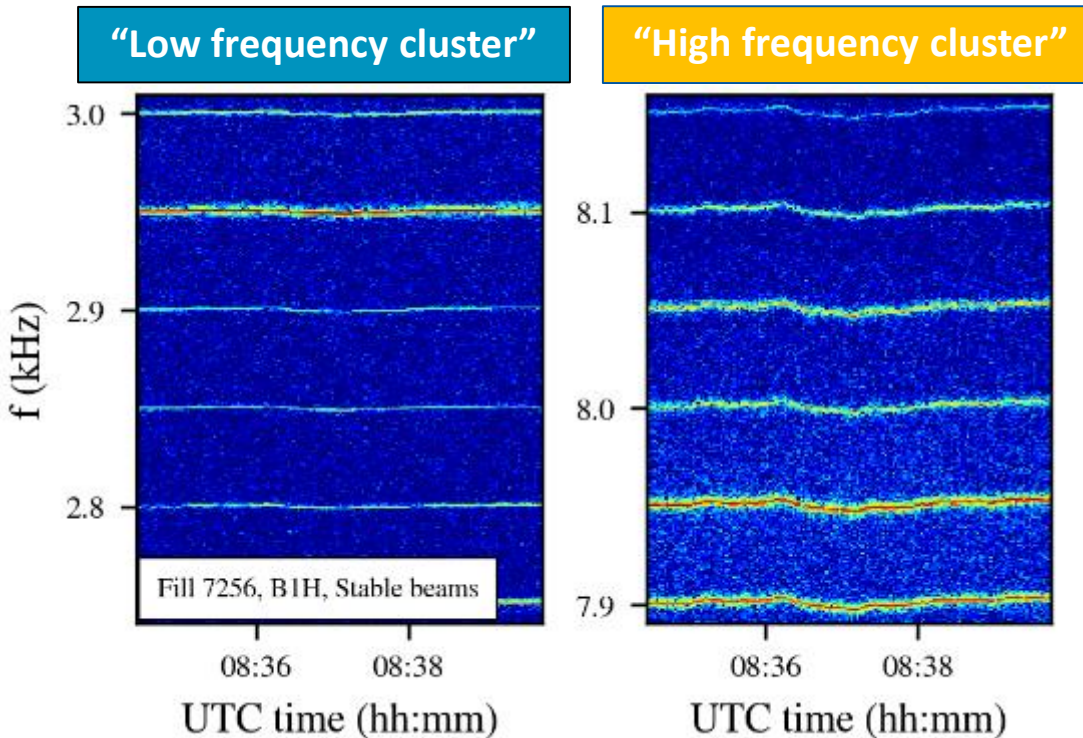 “Low frequency cluster”
“High frequency cluster”
f (kHz)
3.0
2.9
2.8
Fill 7256, B1H, Stable beams
08:36
08:38
UTC time (hh:mm)
8.1
8.0
7.9
08:36
08:38
UTC time (hh:mm)